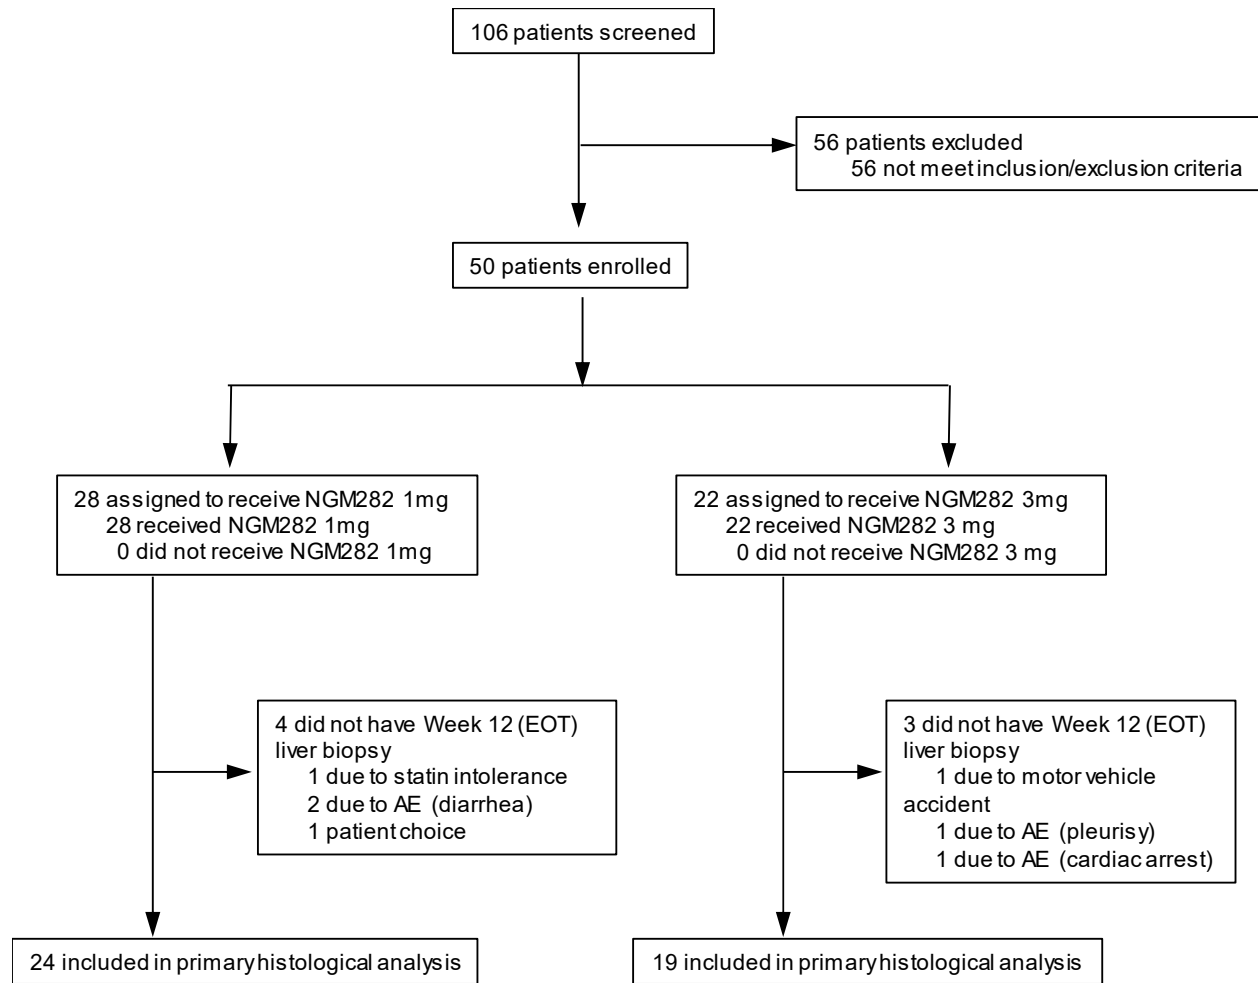 106 patients screened
56 patients excluded
56 not meet inclusion/exclusion criteria
50 patients enrolled
28 assigned to receive NGM282 1mg
28 received NGM282 1mg
0 did not receive NGM282 1mg
22 assigned to receive NGM282 3mg
22 received NGM282 3 mg
0 did not receive NGM282 3 mg
4 did not have Week 12 (EOT)
liver biopsy
1 due to statin intolerance
2 due to AE (diarrhea)
1 patient choice
3 did not have Week 12 (EOT)
liver biopsy
1 due to motor vehicle
accident
1 due to AE (pleurisy)
1 due to AE (cardiac arrest)
24 included in primary histological analysis
19 included in primary histological analysis